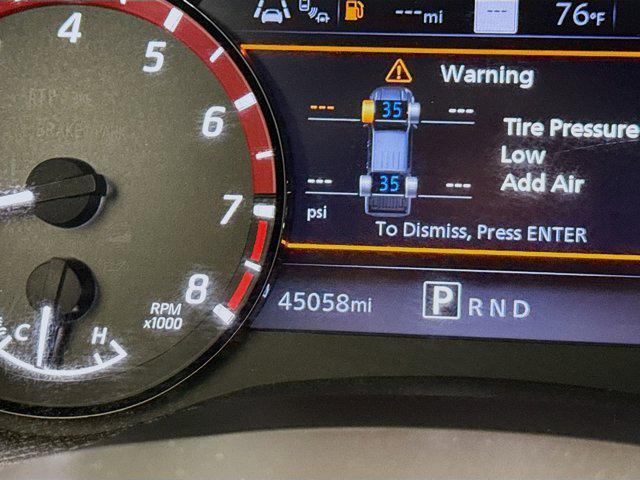 4
5
6
7
8
RPM
x1000
C
H
---mi
---
76°F
Warning
--- 35 ---
Tire Pressure
Low
--- 35 ---
Add Air
psi
To Dismiss, Press ENTER
45058mi
P R N D
BRAKE